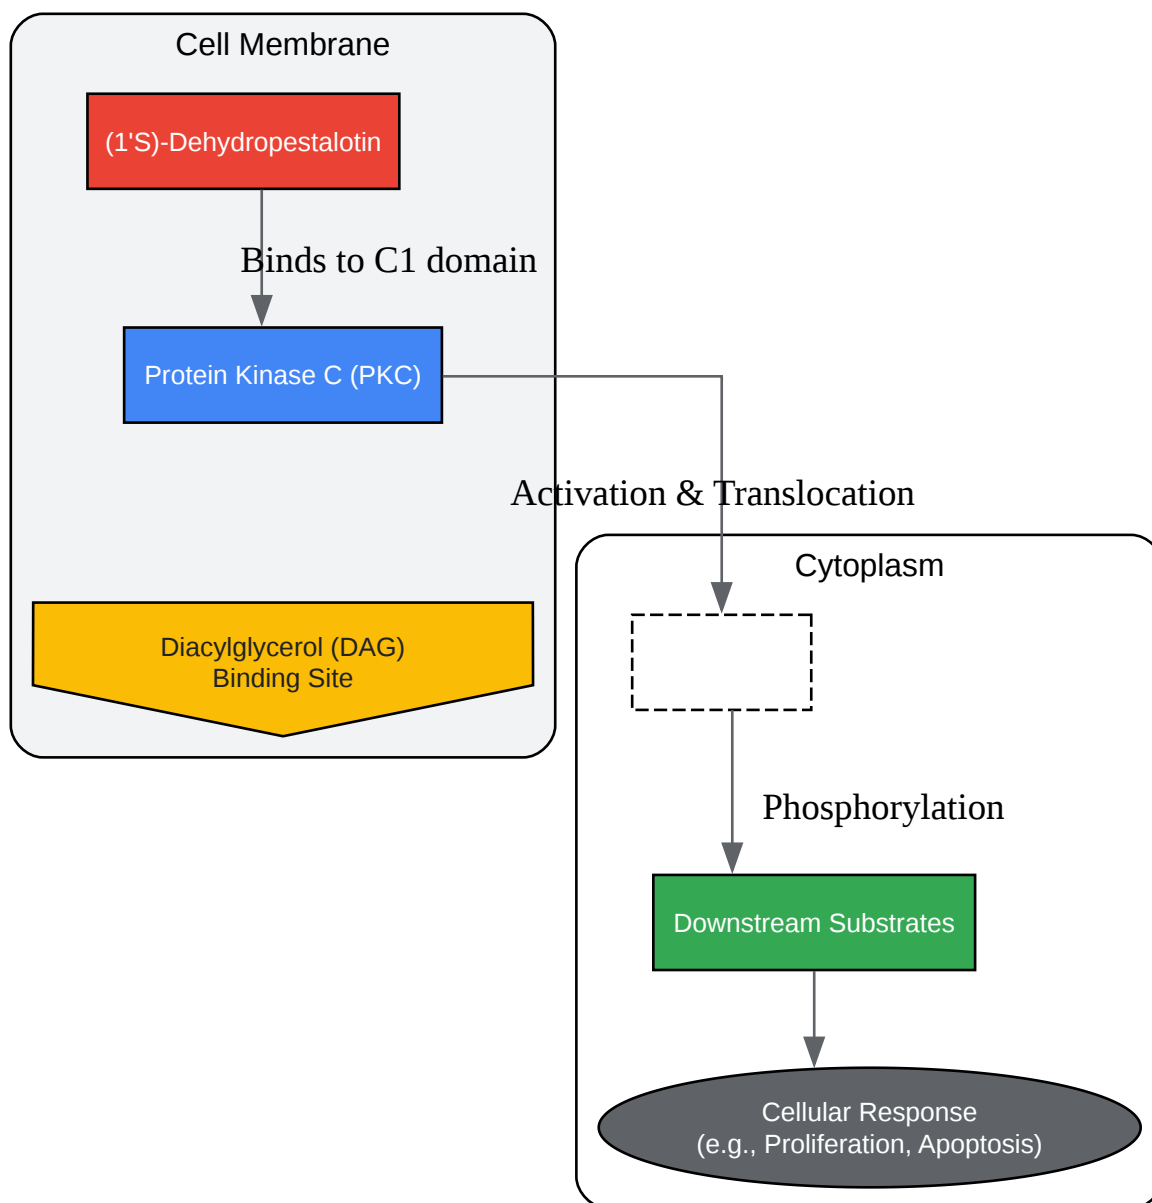 Cell Membrane
(1'S)-Dehydropestalotin
Binds to C1 domain
Protein Kinase C (PKC)
Activation & Translocation
Cytoplasm
Diacylglycerol (DAG)
Binding Site
Phosphorylation
Downstream Substrates
Cellular Response
(e.g., Proliferation, Apoptosis)